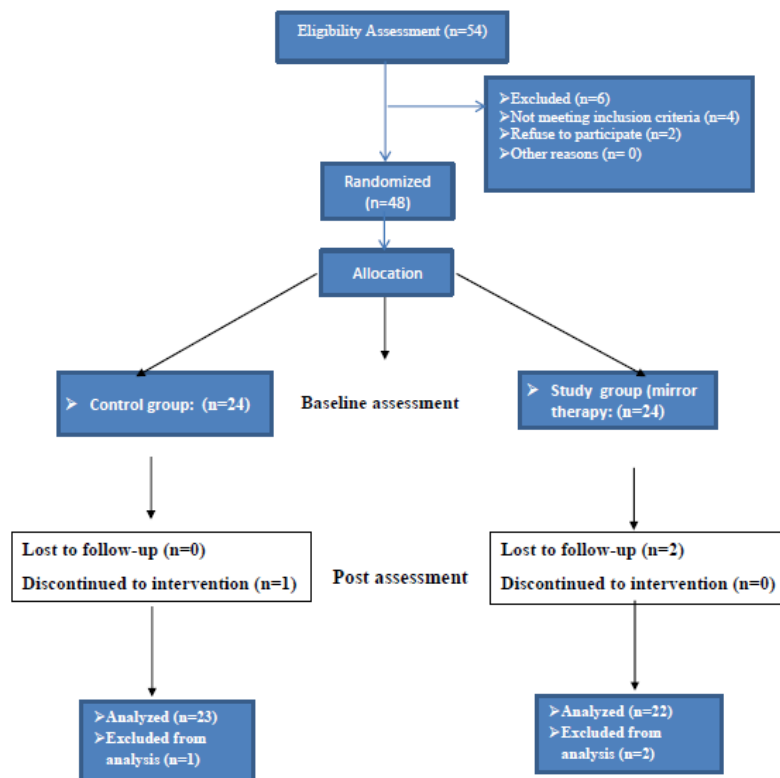 Eligibility Assessment (n=54)
➢Excluded (n=6)
➢Not meeting inclusion criteria (n=4)
➢Refuse to participate (n=2)
➢Other reasons (n= 0)
Randomized
(n=48)
Allocation
➢ Control group: (n=24)
Baseline assessment
➢ Study group (mirror
therapy: (n=24)
Lost to follow-up (n=0)
Discontinued to intervention (n=1)
Post assessment
Lost to follow-up (n=2)
Discontinued to intervention (n=0)
➢Analyzed (n=23)
➢Excluded from
analysis (n=1)
➢Analyzed (n=22)
➢Excluded from
analysis (n=2)